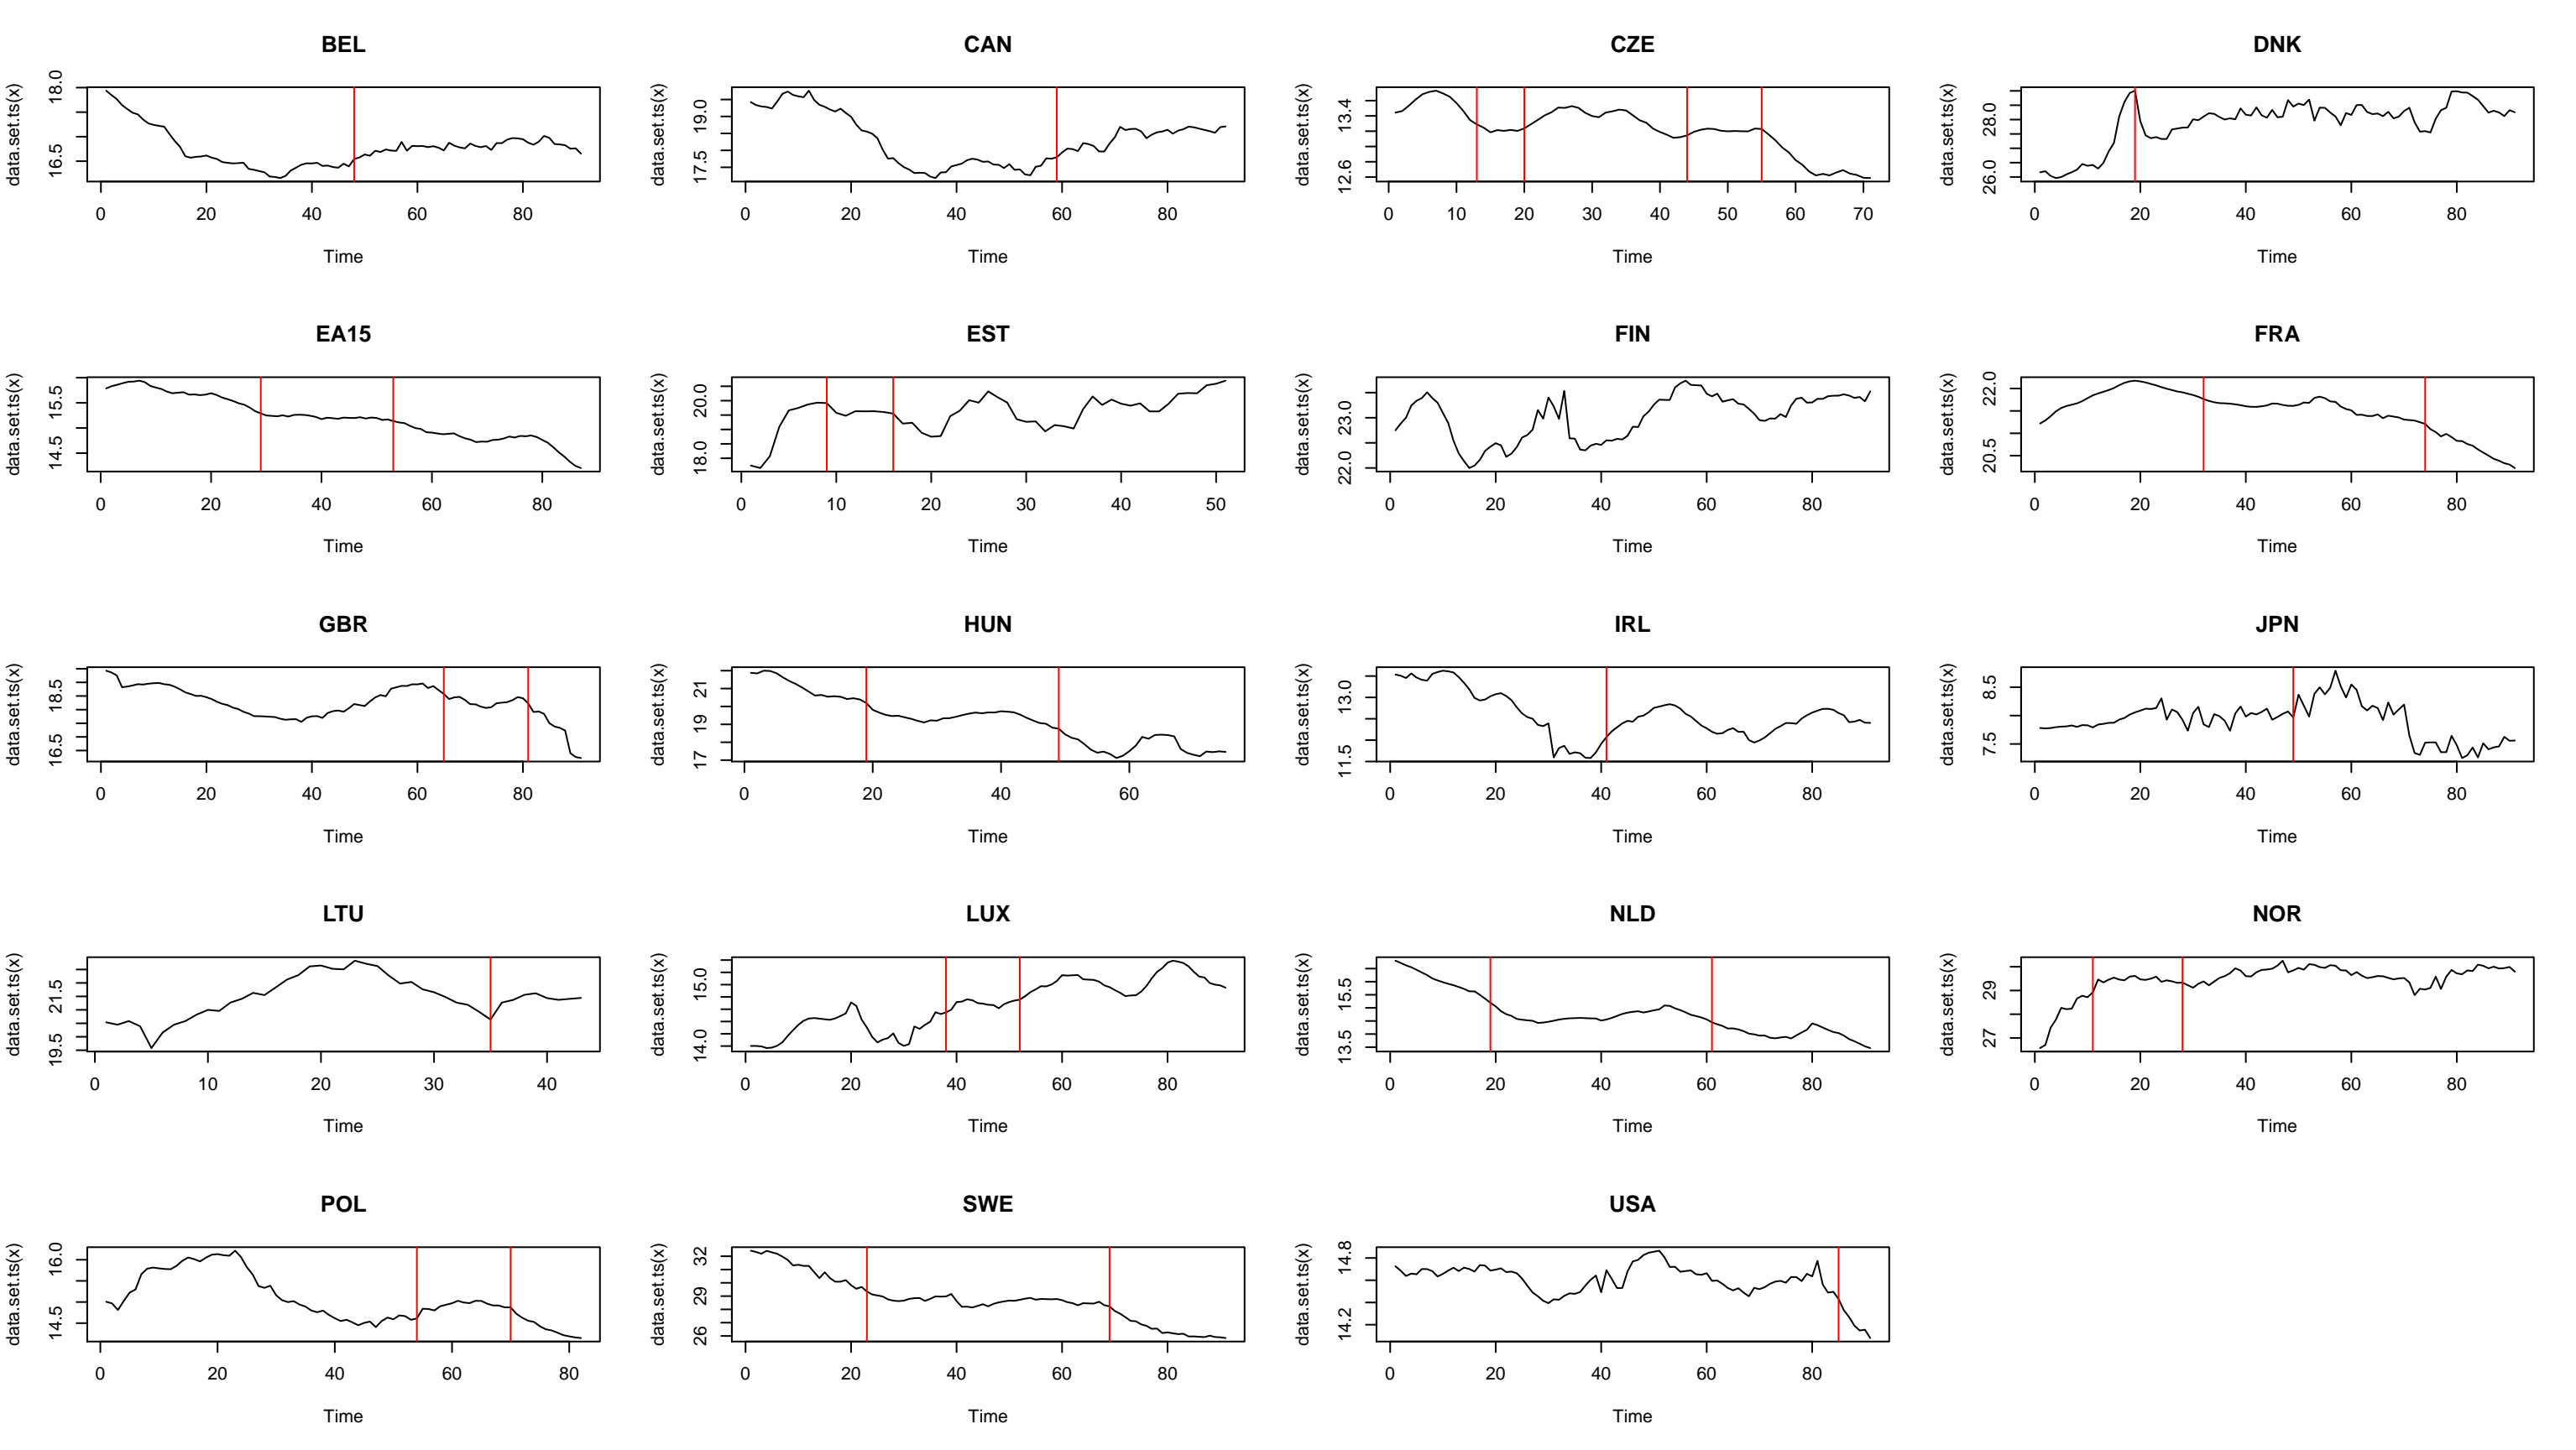 BEL
data.set.ts(x)
16.5 18.0
0 20 40 60 80
Time
CAN
data.set.ts(x)
17.5 19.0
0 20 40 60 80
Time
CZE
data.set.ts(x)
12.6 13.4
0 10 20 30 40 50 60 70
Time
DNK
data.set.ts(x)
26.0 28.0
0 20 40 60 80
Time
EA15
data.set.ts(x)
14.5 15.5
0 20 40 60 80
Time
EST
data.set.ts(x)
18.0 20.0
0 10 20 30 40 50
Time
FIN
data.set.ts(x)
22.0 23.0
0 20 40 60 80
Time
FRA
data.set.ts(x)
20.5 22.0
0 20 40 60 80
Time
GBR
data.set.ts(x)
16.5 18.5
0 20 40 60 80
Time
HUN
data.set.ts(x)
17 19 21
0 20 40 60
Time
IRL
data.set.ts(x)
11.5 13.0
0 20 40 60 80
Time
JPN
data.set.ts(x)
7.5 8.5
0 20 40 60 80
Time
LTU
data.set.ts(x)
19.5 21.5
0 10 20 30 40
Time
LUX
data.set.ts(x)
14.0 15.0
0 20 40 60 80
Time
NLD
data.set.ts(x)
13.5 15.5
0 20 40 60 80
Time
NOR
data.set.ts(x)
27 29
0 20 40 60 80
Time
POL
data.set.ts(x)
14.5 16.0
0 20 40 60 80
Time
SWE
data.set.ts(x)
26 29 32
0 20 40 60 80
Time
USA
data.set.ts(x)
14.2 14.8
0 20 40 60 80
Time